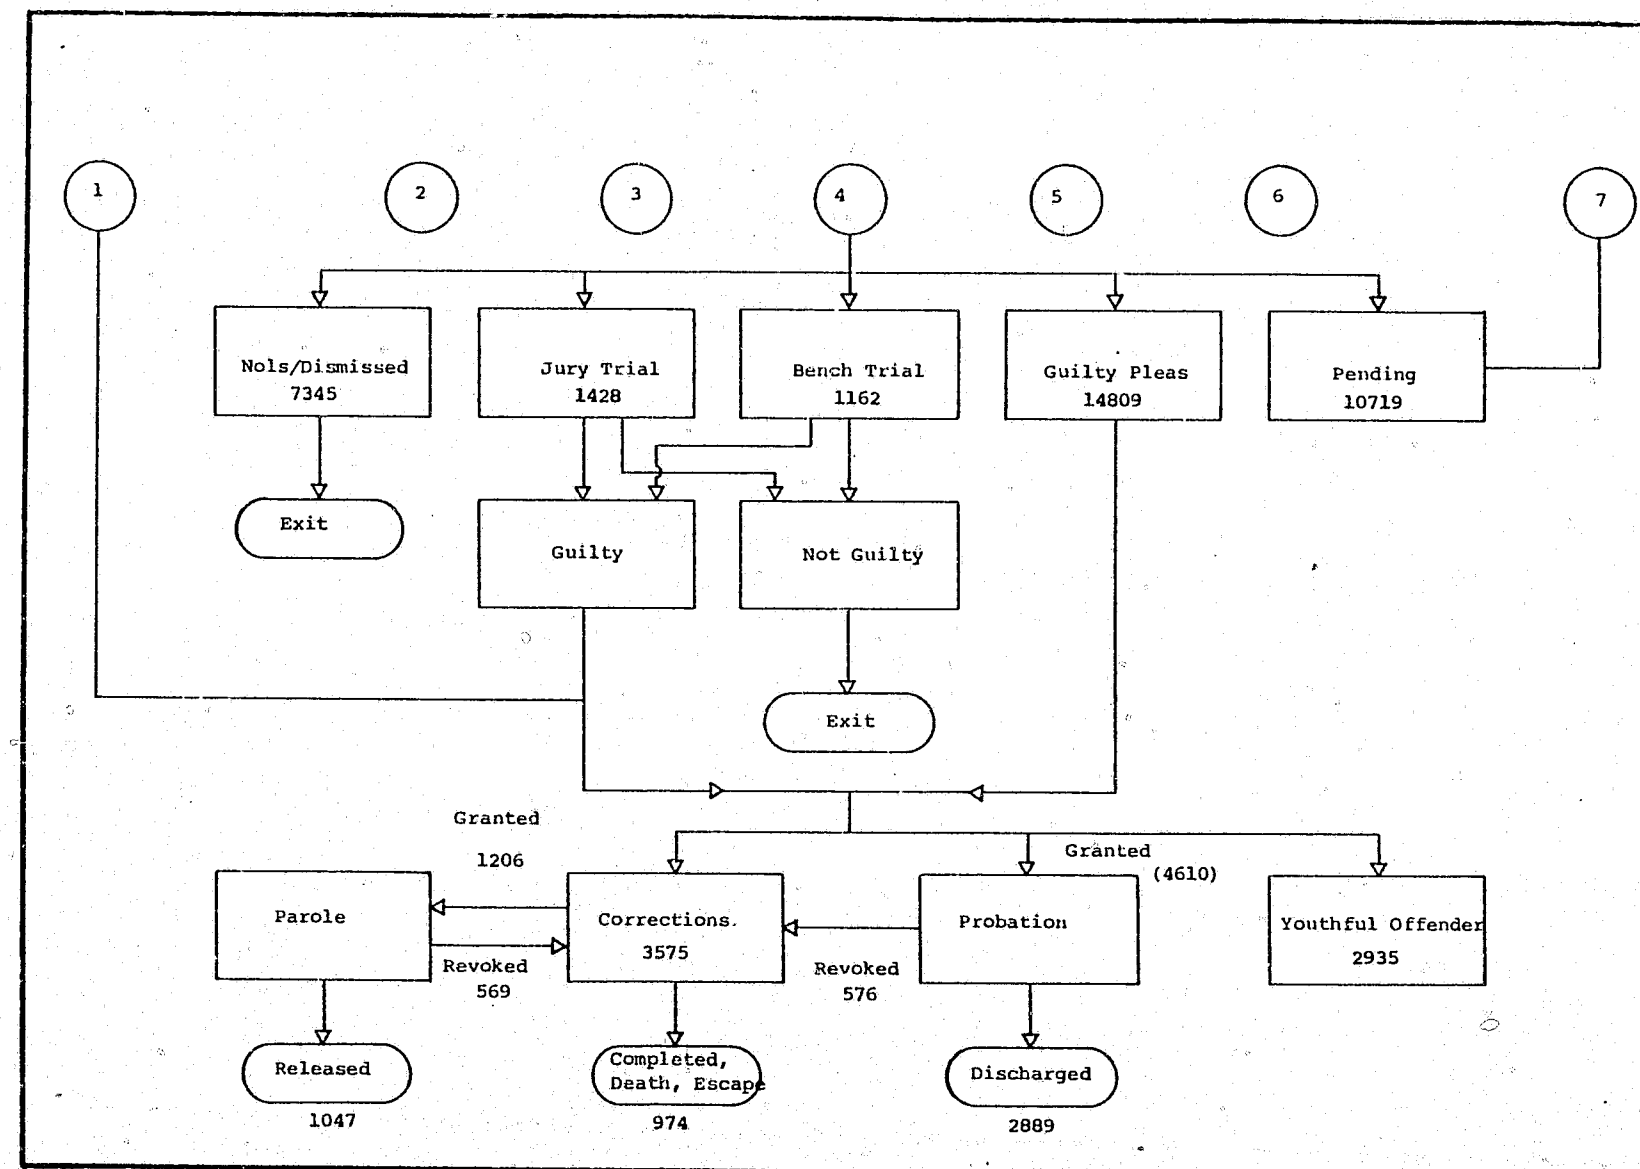 1
2
3
4
5
6
7
Nols/Dismissed
7345
Jury Trial
1428
Bench Trial
1162
Guilty Pleas
14809
Pending
10719
Exit
Guilty
Not Guilty
Exit
Granted
1206
Granted
(4610)
Parole
Corrections.
3575
Probation
Youthful Offender
2935
Revoked
569
Revoked
576
Released
1047
Completed,
Death, Escape
974
Discharged
2889